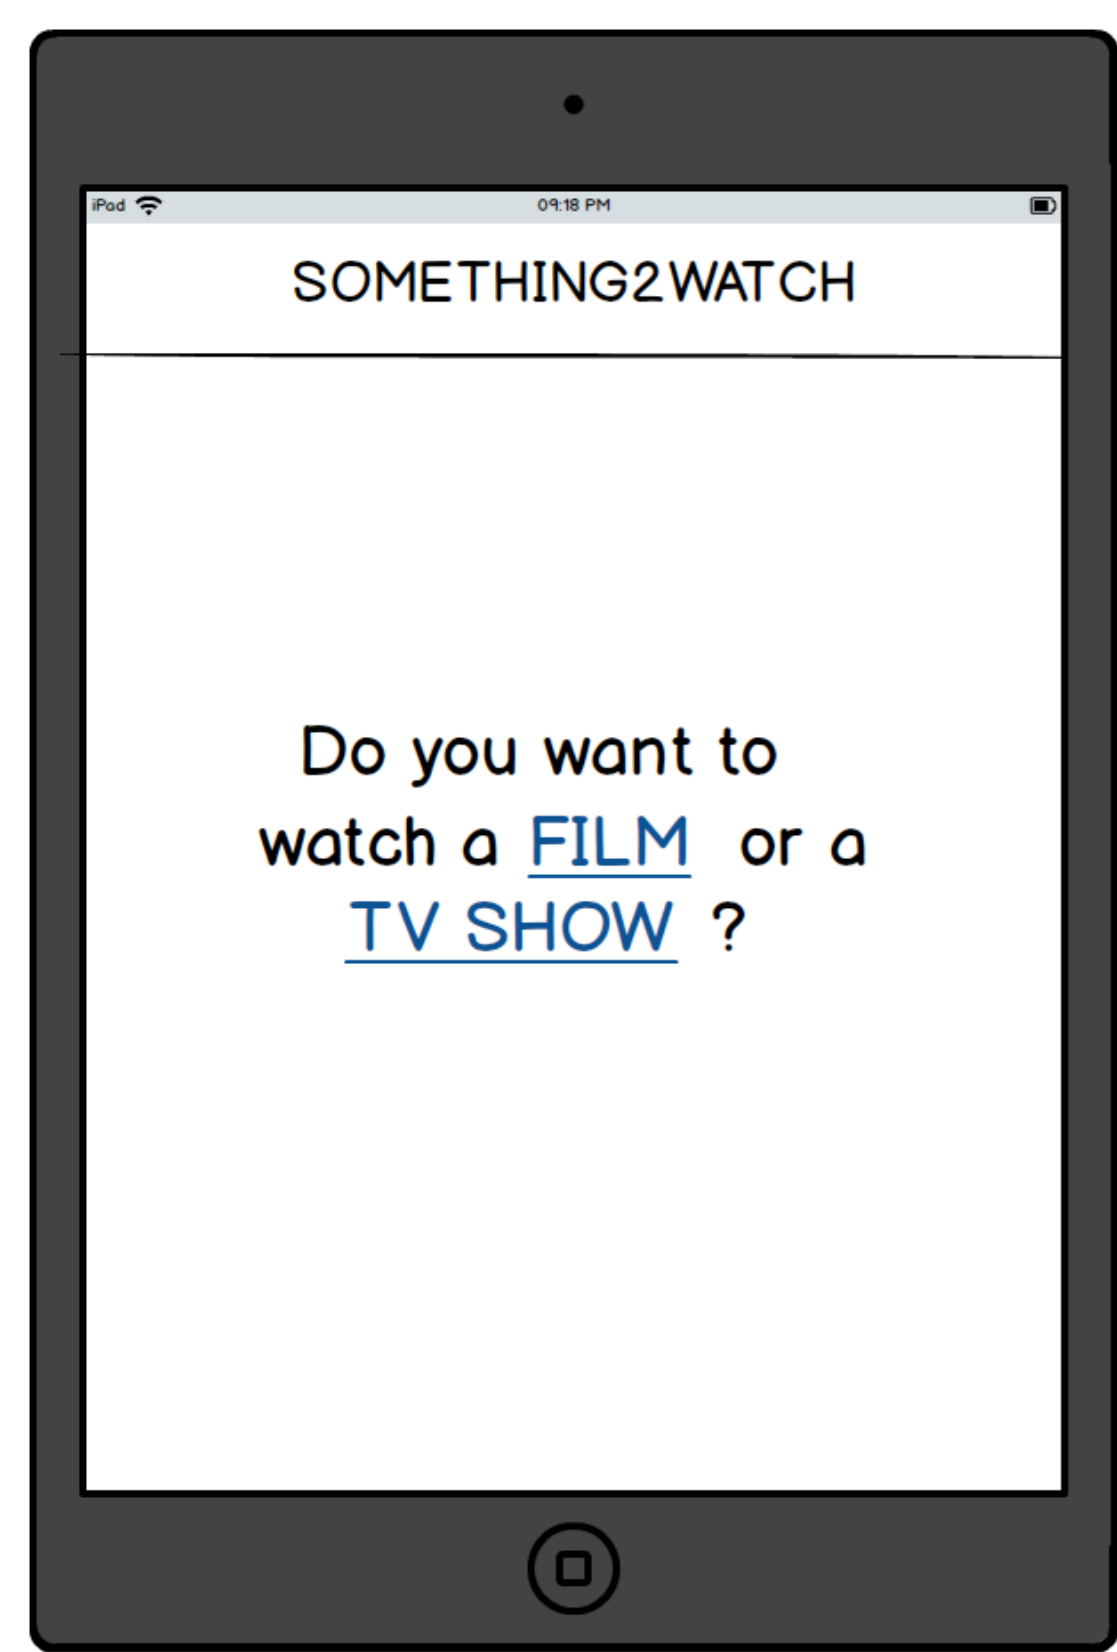 iPad
09:18 PM
SOMETHING2WATCH
Do you want to
watch a FILM or a
TV SHOW ?